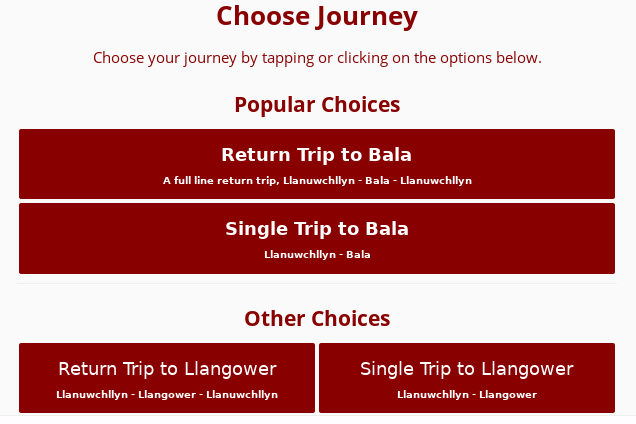 Choose Journey
Choose your journey by tapping or clicking on the options below.
Popular Choices
Return Trip to Bala
A full line return trip, Llanuwchllyn - Bala - Llanuwchllyn
Single Trip to Bala
Llanuwchllyn - Bala
Other Choices
Return Trip to Llangower
Llanuwchllyn - Llangower - Llanuwchllyn
Single Trip to Llangower
Llanuwchllyn - Llangower